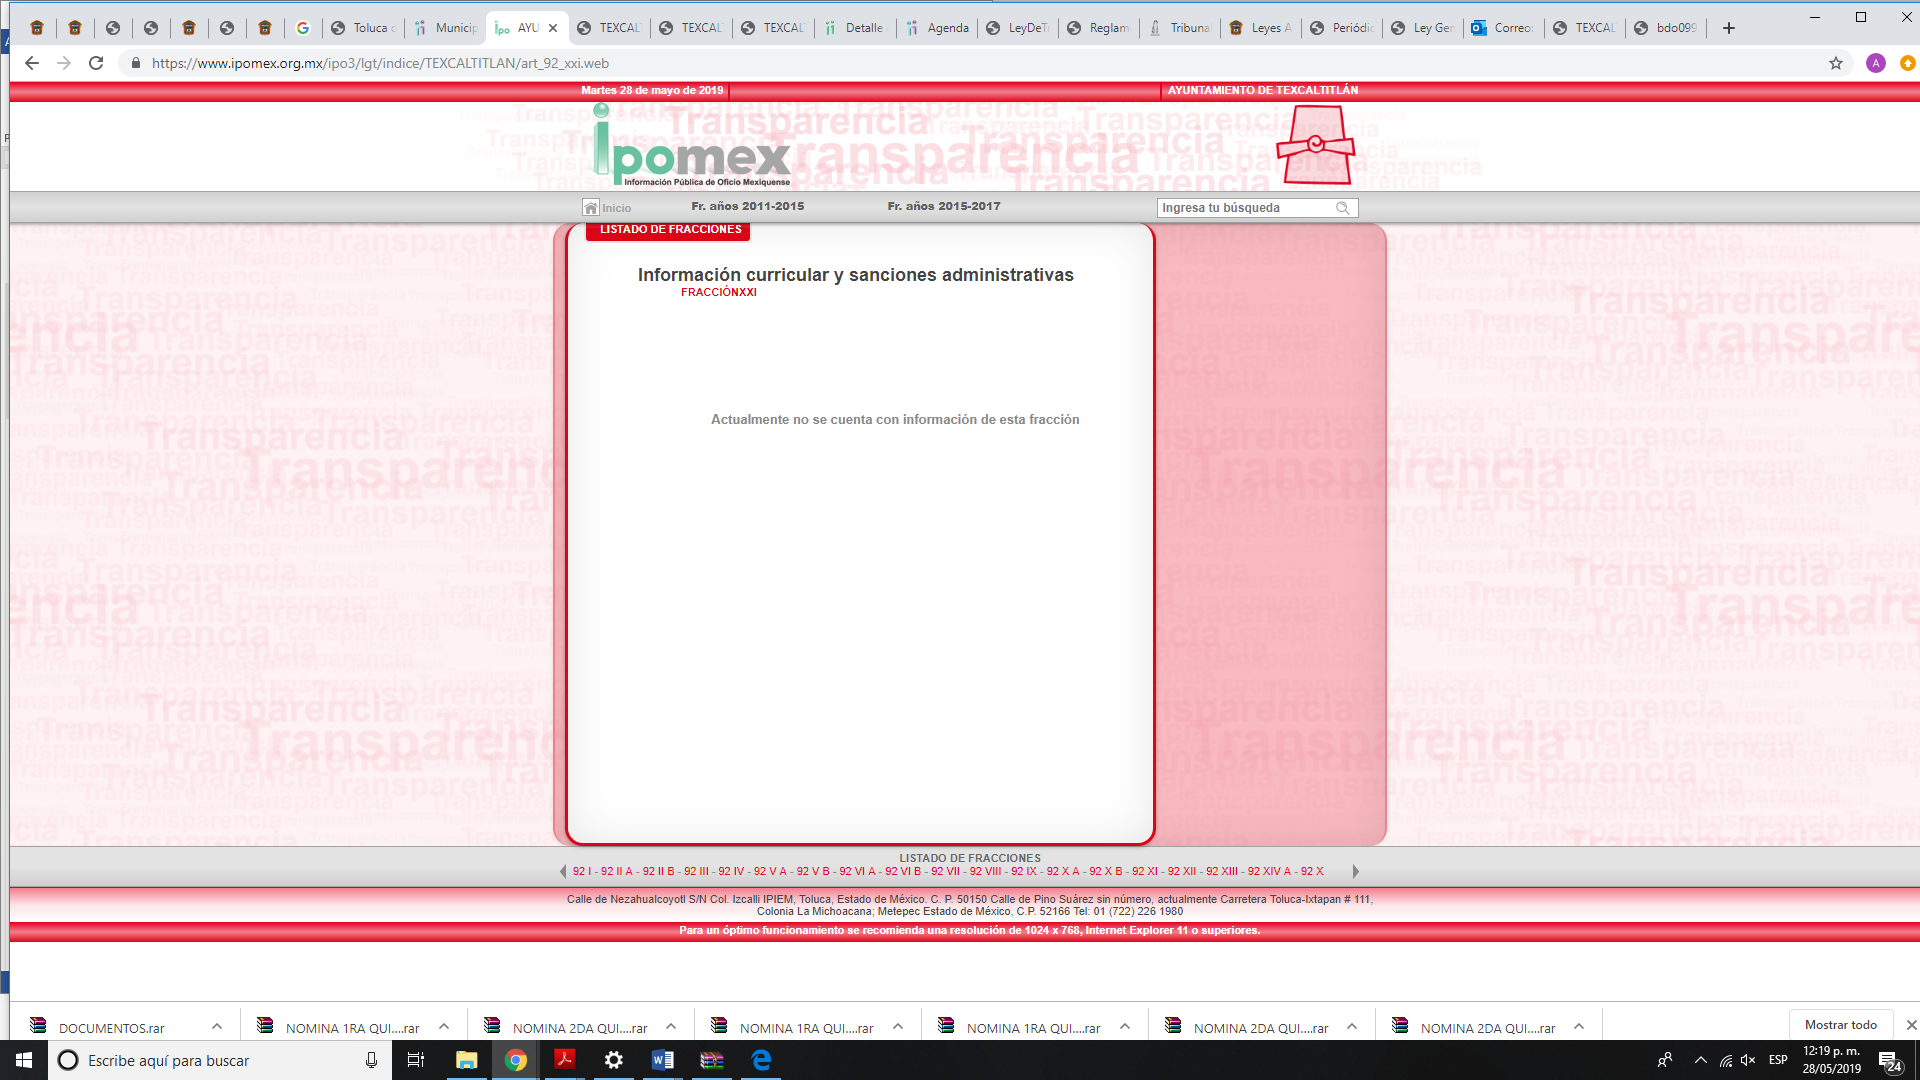 Toluca
Municip
AYU
TEXCAL
TEXCAL
TEXCAL
Detalle
Agenda
LeyDeT
Reglam
Tribuna
Leyes A
Periódic
Ley Gen
Correo:
TEXCAL
bdo099
https://www.ipomex.org.mx/ipo3/lgt/indice/TEXCALTITLAN/art_92_xxi.web
A
Martes 28 de mayo de 2019
AYUNTAMIENTO DE TEXCALTITLÁN
ipomex
Información Pública de Oficio Mexiquense
Transparencia
Inicio
Fr. años 2011-2015
Fr. años 2015-2017
Ingresa tu búsqueda
LISTADO DE FRACCIONES
Información curricular y sanciones administrativas
FRACCIÓNXXI
Actualmente no se cuenta con información de esta fracción
LISTADO DE FRACCIONES
92 I - 92 II A - 92 II B - 92 III - 92 IV - 92 V A - 92 V B - 92 VI A - 92 VI B - 92 VII - 92 VIII - 92 IX - 92 X A - 92 X B - 92 XI - 92 XII - 92 XIII - 92 XIV A - 92 X
Calle de Nezahualcoyotl S/N Col. Izcalli IPIEM, Toluca, Estado de México. C. P. 50150 Calle de Pino Suárez sin número, actualmente Carretera Toluca-Ixtapan # 111,
Colonia La Michoacana; Metepec Estado de México, C.P. 52166 Tel: 01 (722) 226 1980
Para un óptimo funcionamiento se recomienda una resolución de 1024 x 768, Internet Explorer 11 o superiores.
DOCUMENTOS.rar
NOMINA 1RA QUI....rar
NOMINA 2DA QUI....rar
NOMINA 1RA QUI....rar
NOMINA 1RA QUI....rar
NOMINA 2DA QUI....rar
NOMINA 2DA QUI....rar
Mostrar todo
Escribe aquí para buscar
ESP
12:19 p. m.
28/05/2019
24